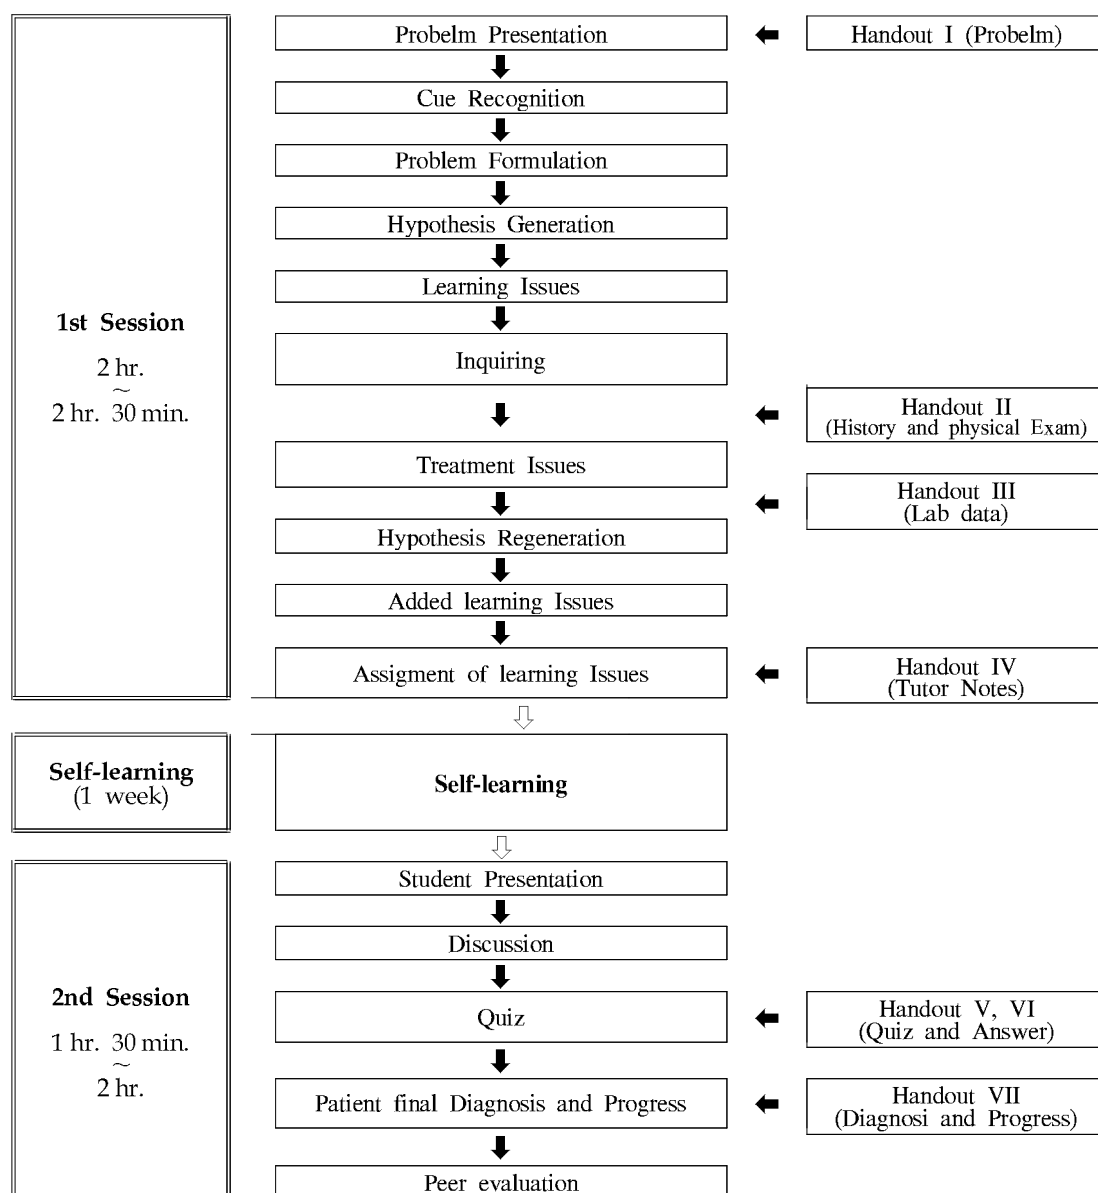 Probelm Presentation
Handout I (Probelm)
Cue Recognition
Problem Formulation
Hypothesis Generation
Learning Issues
1st Session
2 hr.
~
2 hr. 30 min.
Inquiring
Handout II
(History and physical Exam)
Treatment Issues
Handout III
(Lab data)
Hypothesis Regeneration
Added learning Issues
Assigment of learning Issues
Handout IV
(Tutor Notes)
Self-learning
(1 week)
Self-learning
Student Presentation
Discussion
2nd Session
1 hr. 30 min.
~
2 hr.
Quiz
Handout V, VI
(Quiz and Answer)
Patient final Diagnosis and Progress
Handout VII
(Diagnosi and Progress)
Peer evaluation